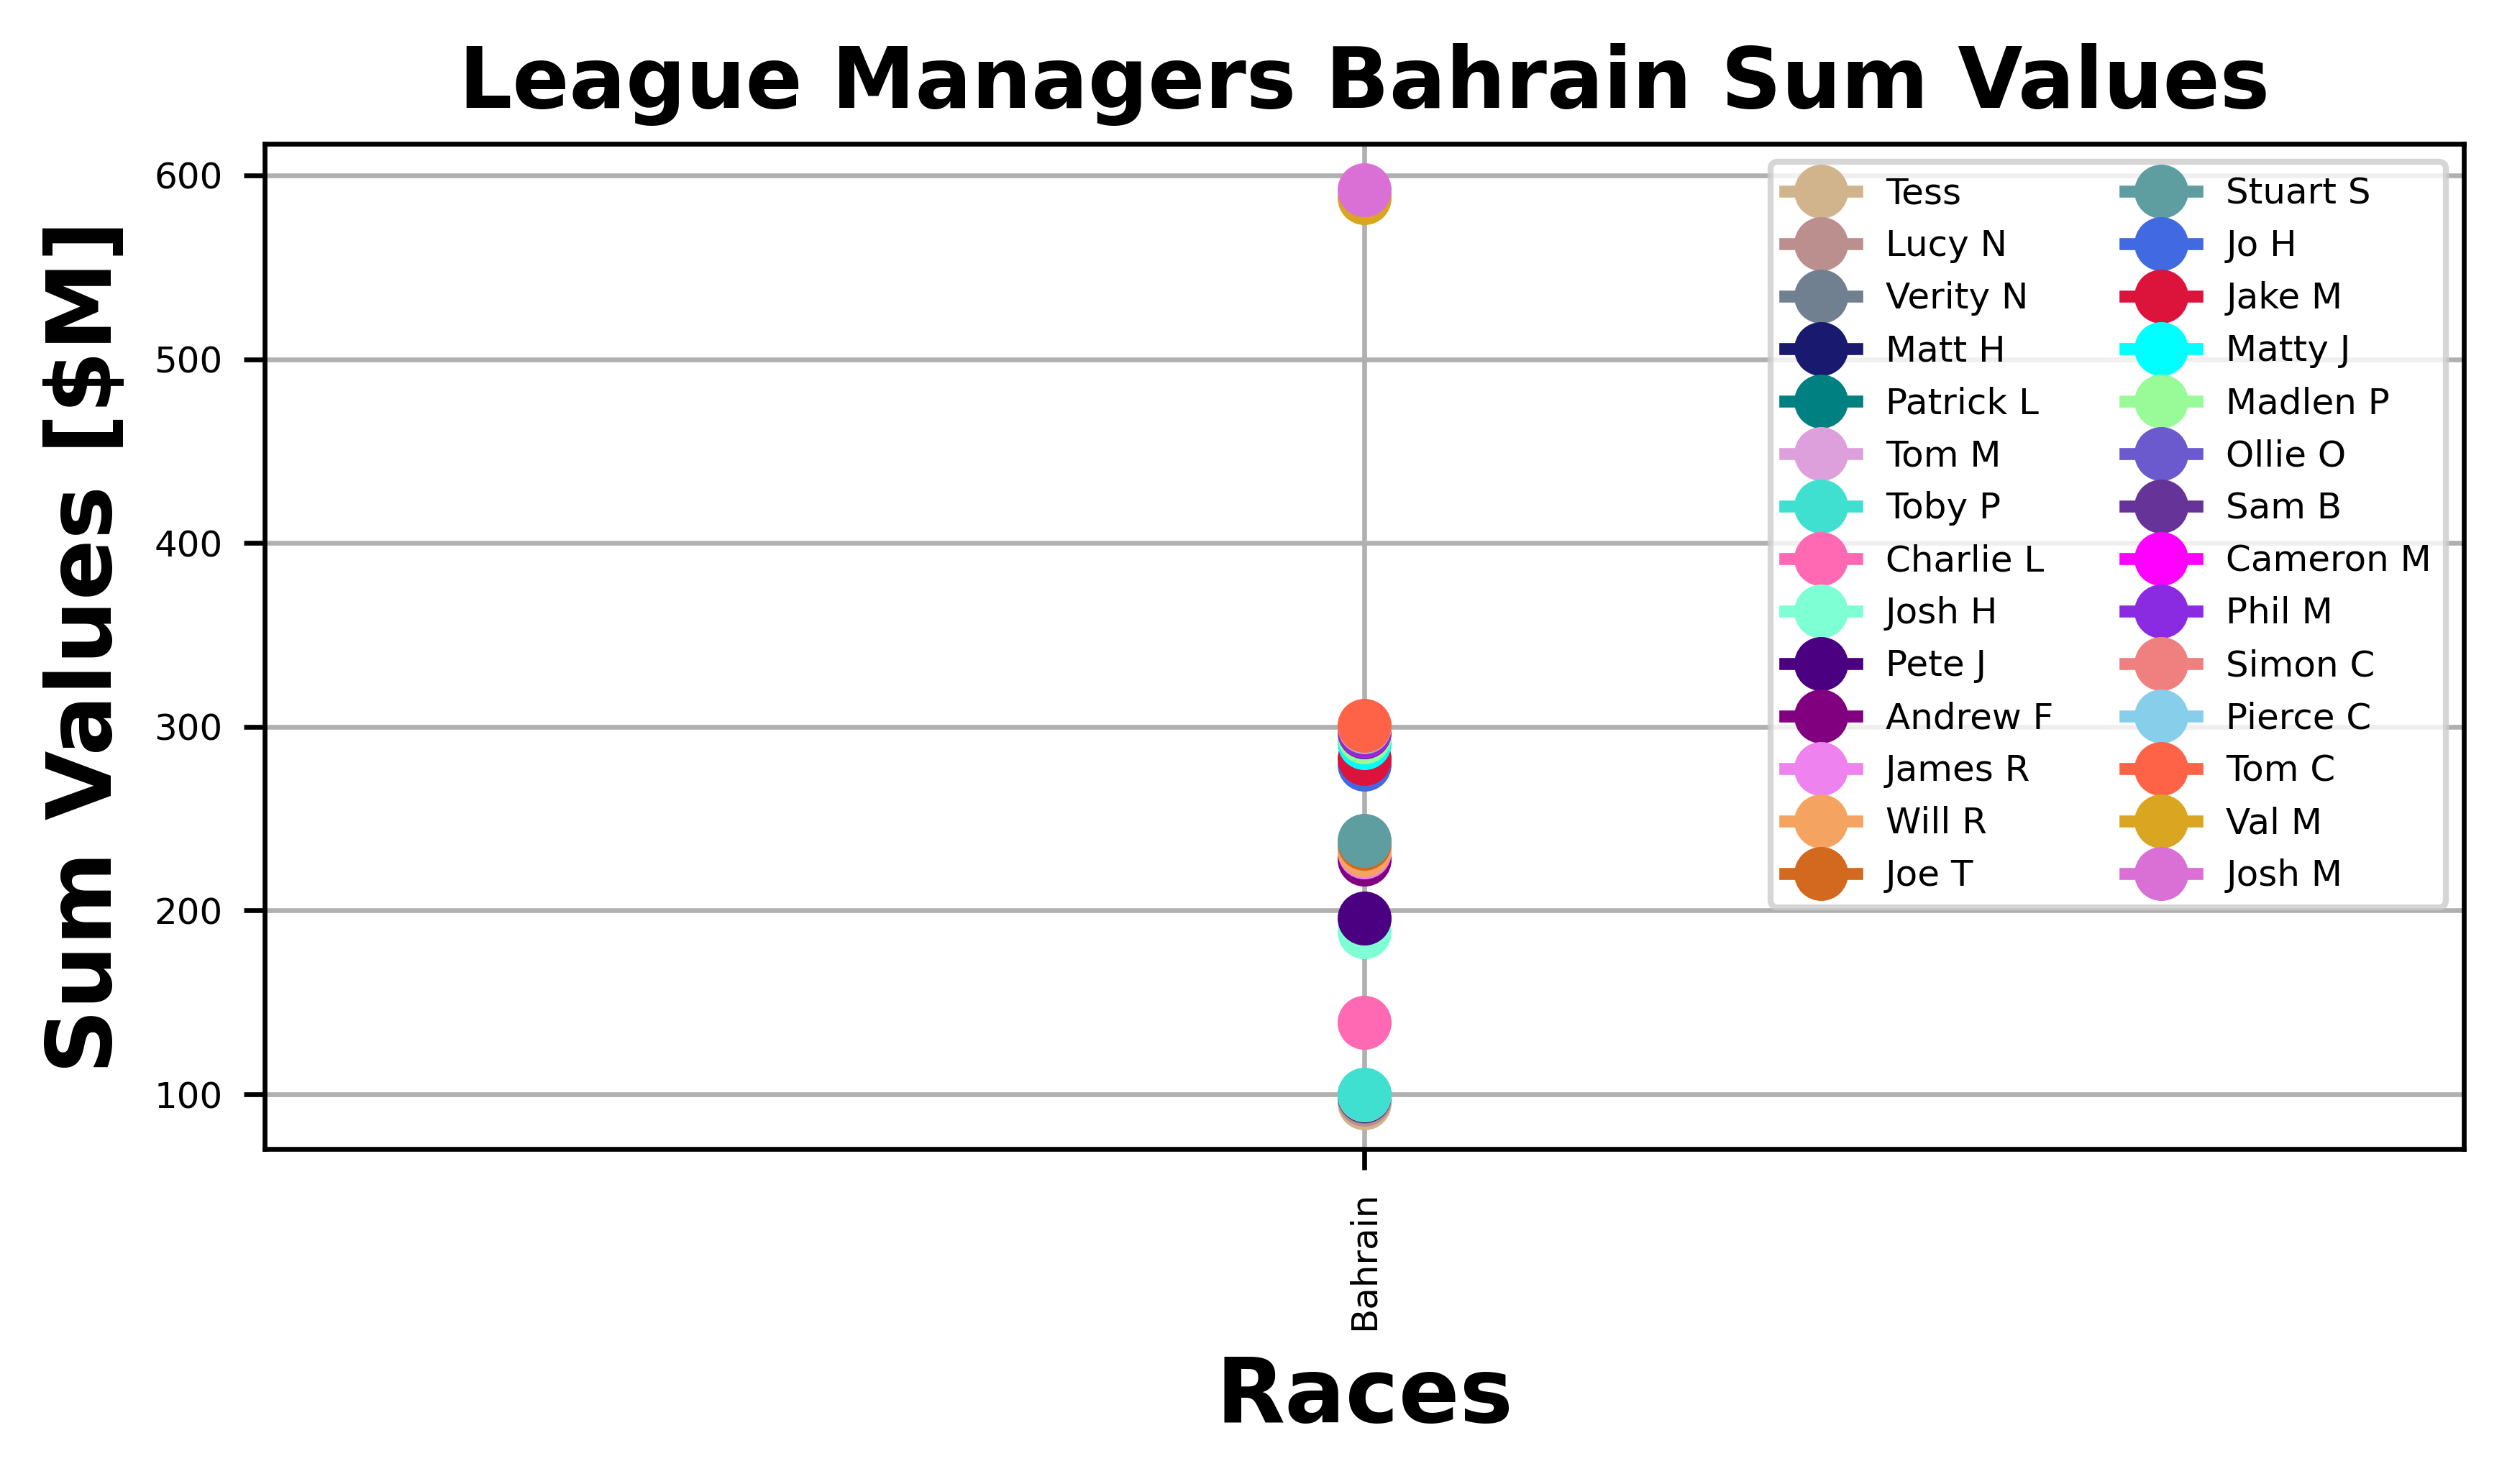 League Managers Bahrain Sum Values
Sum Values [$M]
600
500
400
300
200
100
Tess
Lucy N
Verity N
Matt H
Patrick L
Tom M
Toby P
Charlie L
Josh H
Pete J
Andrew F
James R
Will R
Joe T
Stuart S
Jo H
Jake M
Matty J
Madlen P
Ollie O
Sam B
Cameron M
Phil M
Simon C
Pierce C
Tom C
Val M
Josh M
Bahrain
Races